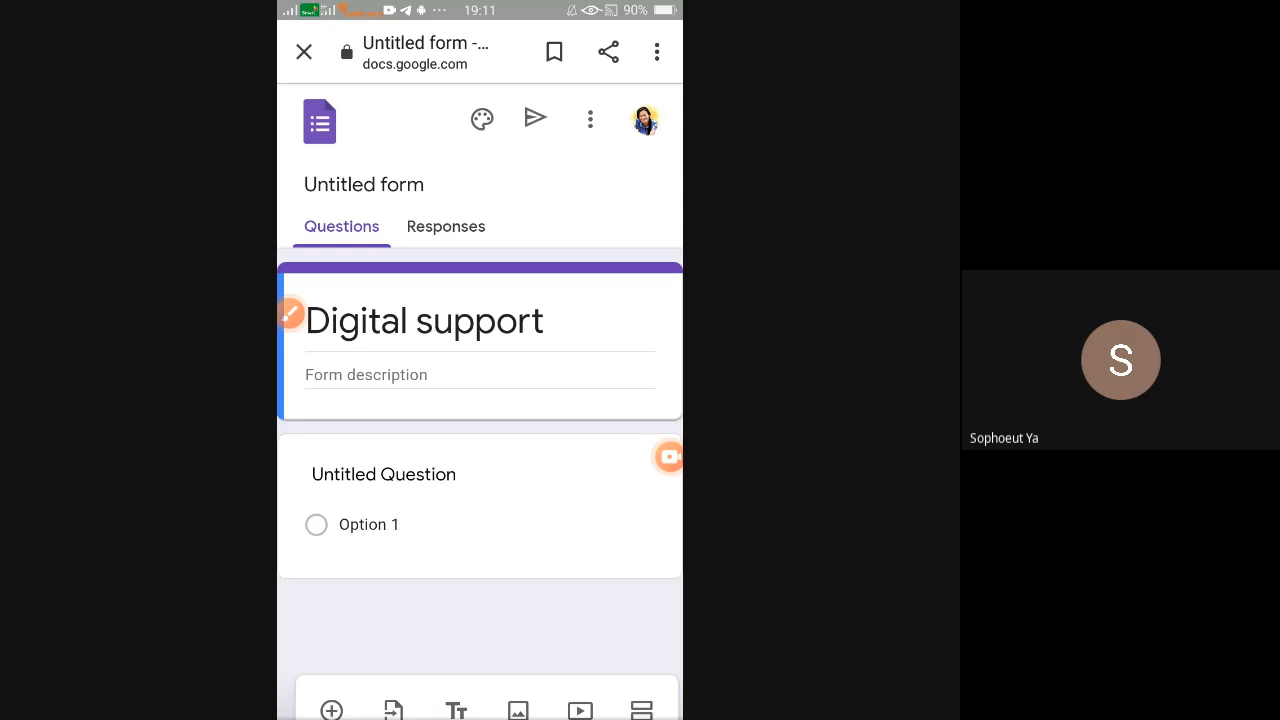 19:11
90%
Untitled form -...
docs.google.com
Untitled form
Questions Responses
Digital support
Form description
Untitled Question
Option 1
Tт
S
Sophoeut Ya